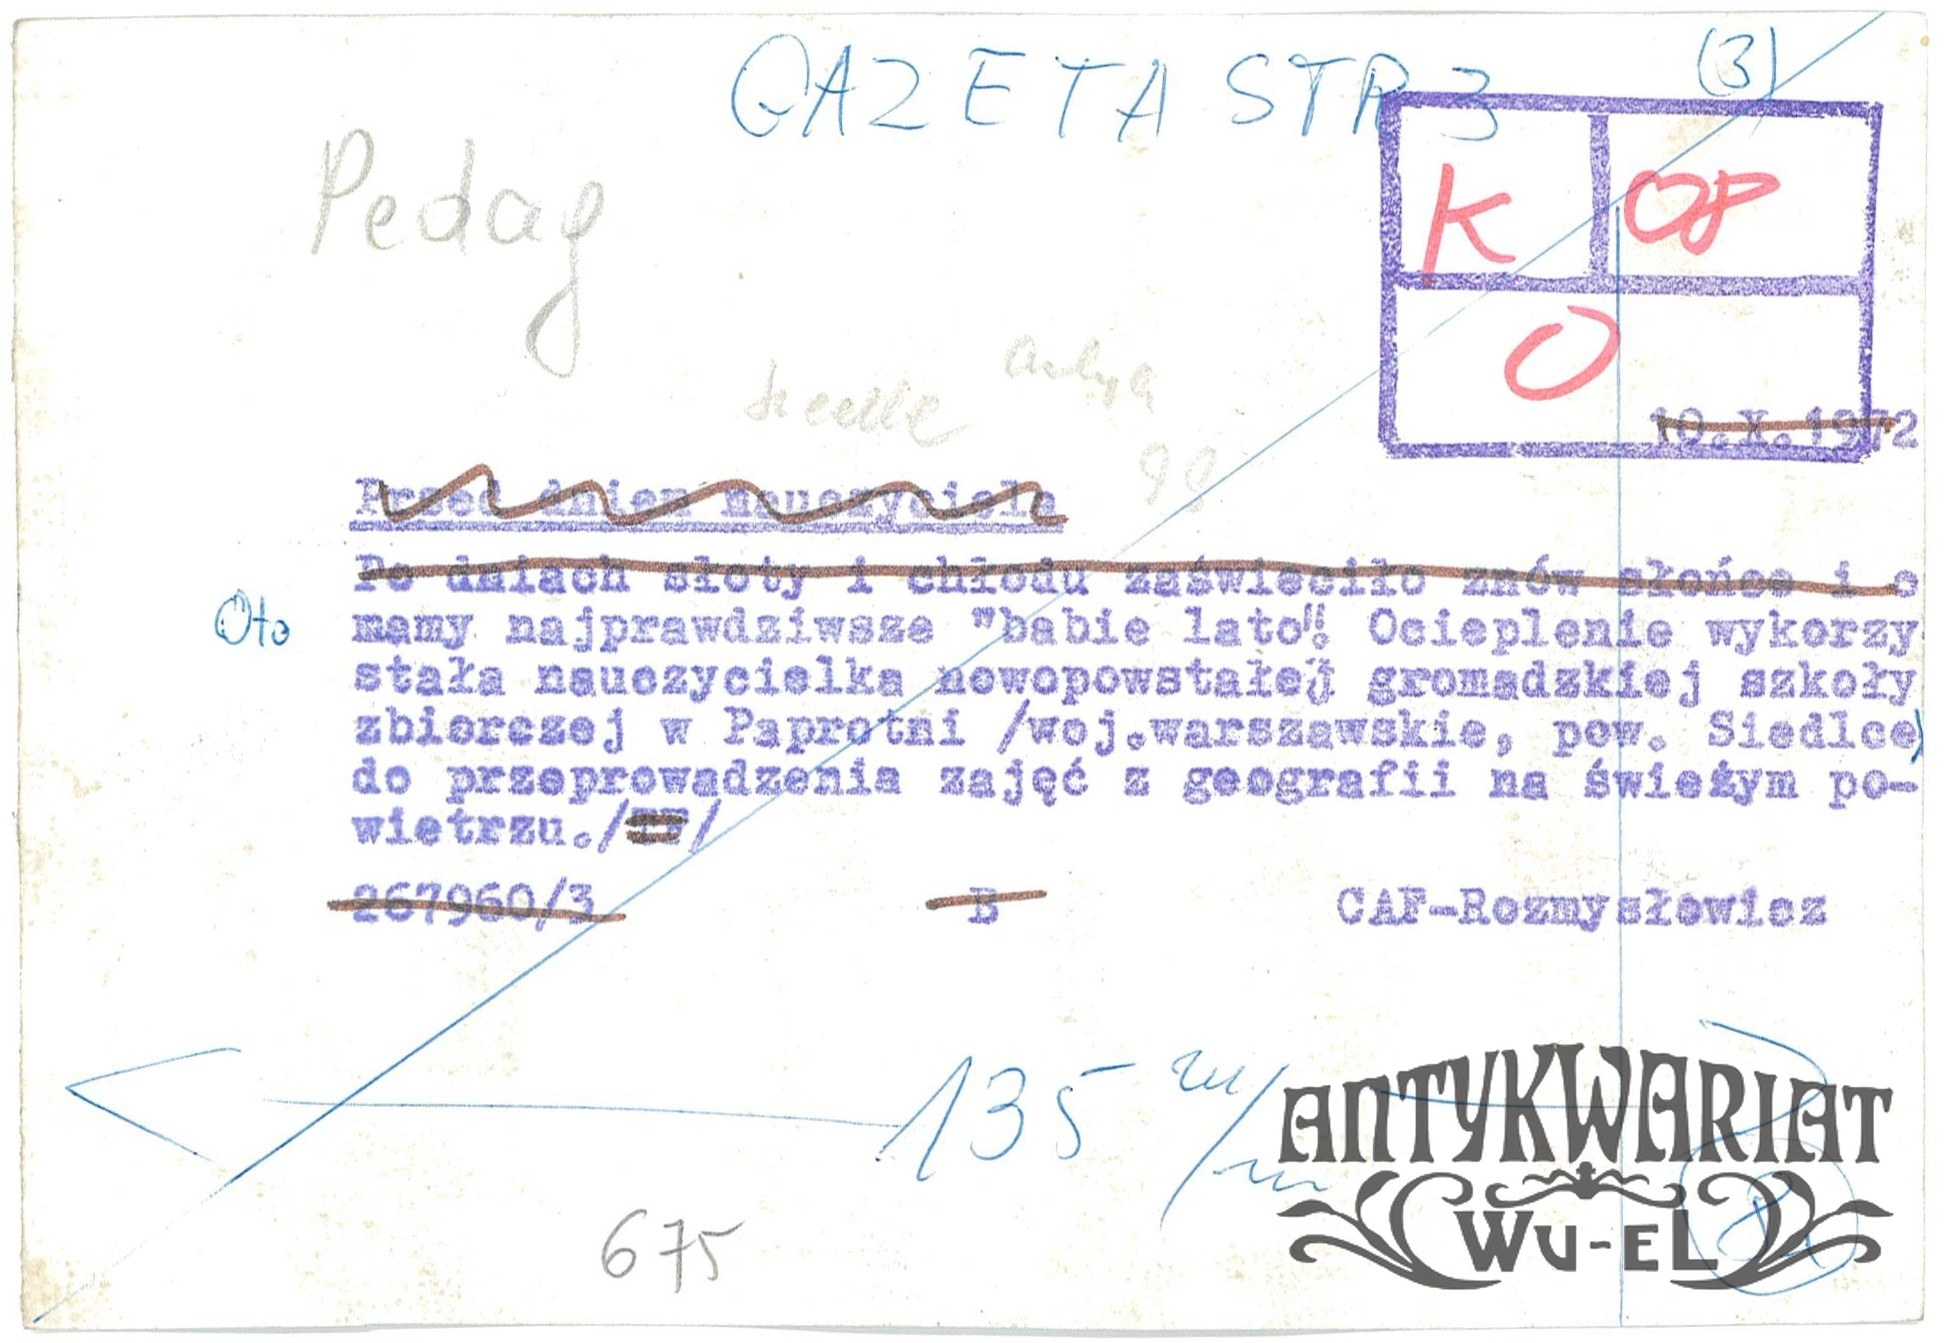 GAZETA STR 3 (3)
Pedag
K OP
O
10.X.1972
Przed dniem nauczyciela
Po dniach słoty i chłodu zaświeciło znów słońce i o
Oto mamy najprawdziwsze "babie lato". Ocieplenie wykorzy
stała nauczycielka nowopowstałej gromadzkiej szkoły
zbiorczej w Paprotni /woj.warszawskie, pow. Siedlce)
do przeprowadzenia zajęć z geografii na świeżym po-
wietrzu./
267960/3 B CAF-Rozmysłowicz
135 m/m
ANTYKWARIAT
WU-EL
675